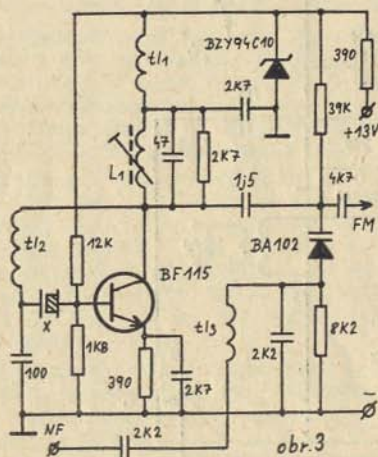 tl₁
BZY94C10
390
+13V
2K7
39K
47
2K7
L₁
1j5
4K7
FM
tl₂
12K
BF115
BA102
X
tl₃
100
1K8
390
2K7
2K2
8K2
−
NF
2K2
obr.3